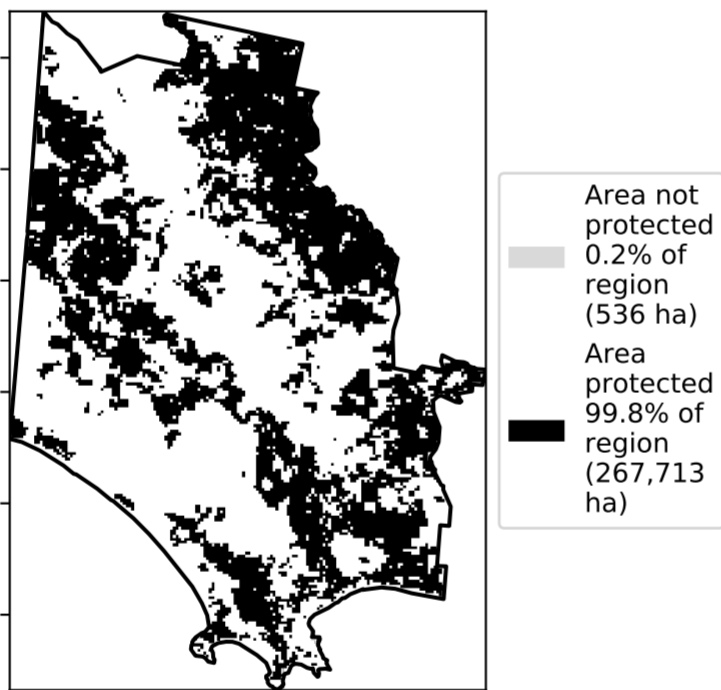 Area not
protected
0.2% of
region
(536 ha)
Area
protected
99.8% of
region
(267,713
ha)